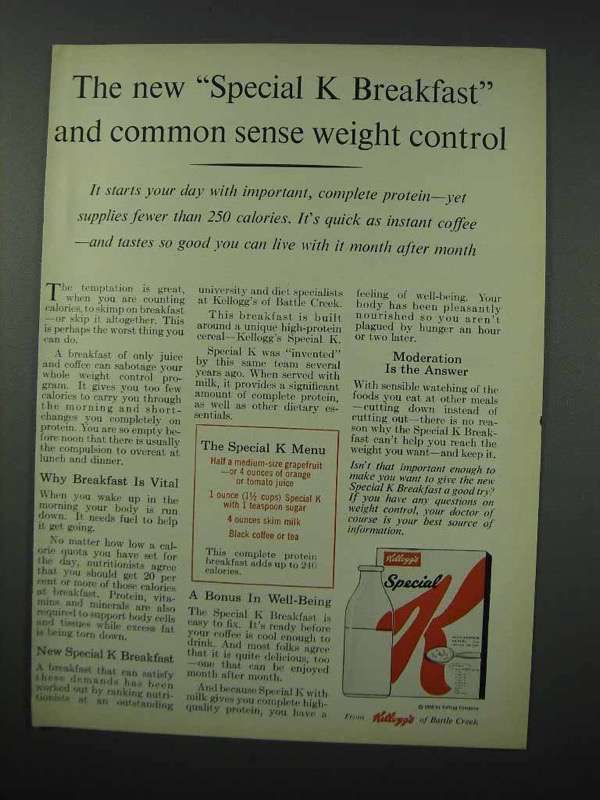 The new “Special K Breakfast”
and common sense weight control
It starts your day with important, complete protein—yet
supplies fewer than 250 calories. It's quick as instant coffee
—and tastes so good you can live with it month after month
The temptation is great,
when you are counting
calories, to skimp on breakfast
—or skip it altogether. This
is perhaps the worst thing you
can do.
A breakfast of only juice
and coffee can sabotage your
whole weight control pro-
gram. It gives you too few
calories to carry you through
the morning and short-
changes you completely on
protein. You are so empty be-
fore noon that there is usually
the compulsion to overeat at
lunch and dinner.
Why Breakfast Is Vital
When you wake up in the
morning your body is run
down. It needs fuel to help
it get going.
No matter how low a cal-
orie quota you have set for
the day, nutritionists agree
that you should get 20 per
cent or more of those calories
at breakfast. Protein, vita-
mins and minerals are also
required to support body cells
and tissues while excess fat
is being torn down.
New Special K Breakfast
A breakfast that can satisfy
these demands has been
worked out by ranking nutri-
tionists at an outstanding
university and diet specialists
at Kellogg's of Battle Creek.
This breakfast is built
around a unique high-protein
cereal—Kellogg's Special K.
Special K was “invented”
by this same team several
years ago. When served with
milk, it provides a significant
amount of complete protein,
as well as other dietary es-
sentials.
The Special K Menu
Half a medium-size grapefruit
—or 4 ounces of orange
or tomato juice
1 ounce (1½ cups) Special K
with 1 teaspoon sugar
4 ounces skim milk
Black coffee or tea
This complete protein
breakfast adds up to 240
calories.
A Bonus In Well-Being
The Special K Breakfast is
easy to fix. It's ready before
your coffee is cool enough to
drink. And most folks agree
that it is quite delicious, too
—one that can be enjoyed
month after month.
And because Special K with
milk gives you complete high-
quality protein, you have a
feeling of well-being. Your
body has been pleasantly
nourished so you aren't
plagued by hunger an hour
or two later.
Moderation
Is the Answer
With sensible watching of the
foods you eat at other meals
—cutting down instead of
cutting out—there is no rea-
son why the Special K Break-
fast can't help you reach the
weight you want—and keep it.
Isn't that important enough to
make you want to give the new
Special K Breakfast a good try?
If you have any questions on
weight control, your doctor of
course is your best source of
information.
Kellogg's
Special
K
From Kellogg's of Battle Creek